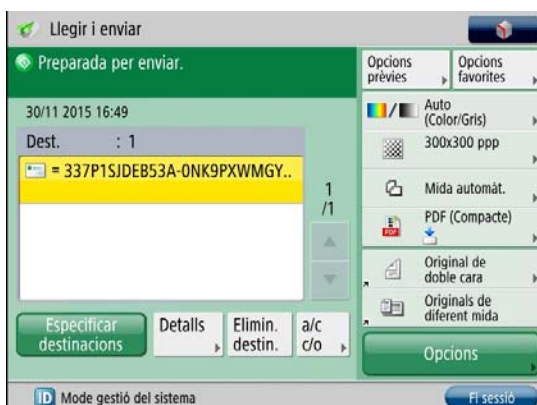 Llegir i enviar
Preparada per enviar.
30/11 2015 16:49
Dest. : 1
= 337P1SJDEB53A-0NK9PXWMGY..
1
/1
Especificar
destinacions
Detalls
Elimin.
destin.
a/c
c/o
Opcions
prèvies
Opcions
favorites
Auto
(Color/Gris)
300x300 ppp
Mida automàt.
PDF (Compacte)
Original de
doble cara
Originals de
diferent mida
Opcions
ID Mode gestió del sistema
Fi sessió